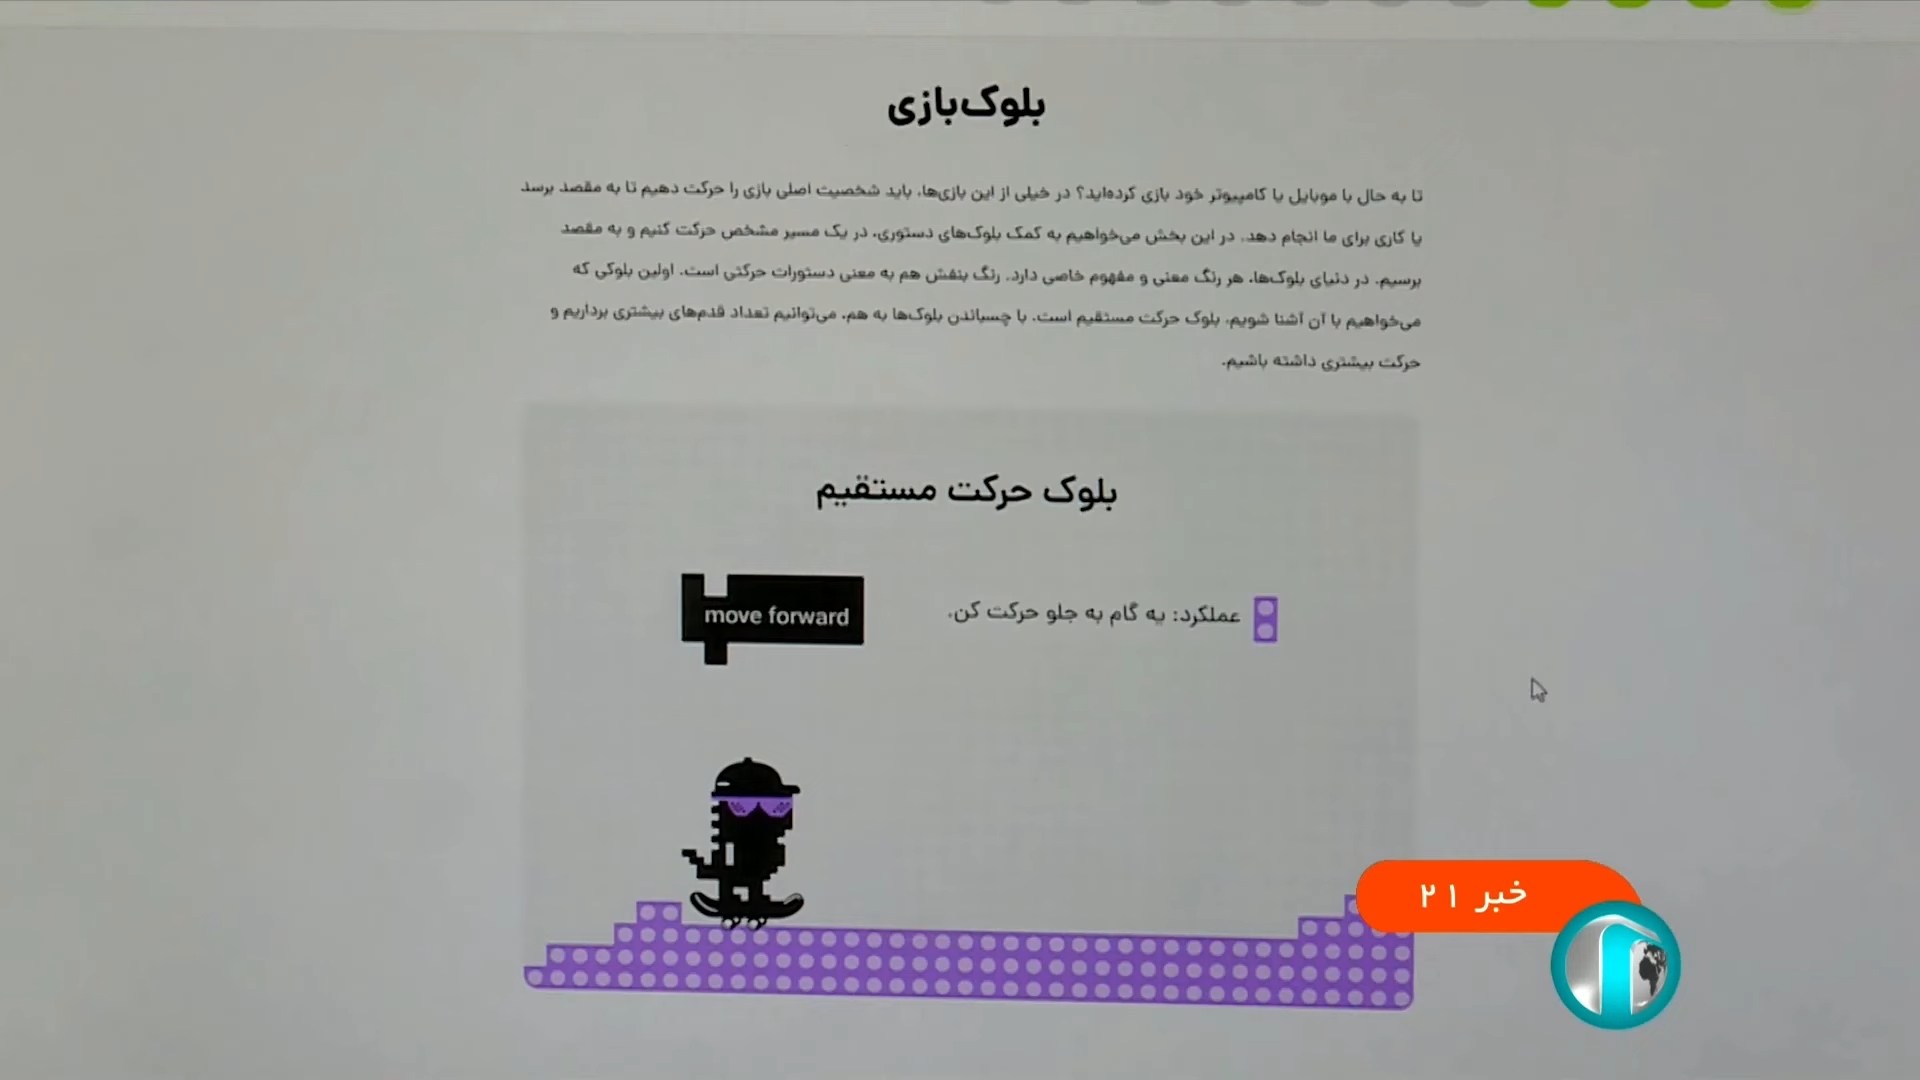 بلوک‌بازی
تا به حال با موبایل یا کامپیوتر خود بازی کرده‌اید؟ در خیلی از این بازی‌ها، باید شخصیت اصلی بازی را حرکت دهیم تا به مقصد برسد
یا کاری برای ما انجام دهد. در این بخش می‌خواهیم به کمک بلوک‌های دستوری، در یک مسیر مشخص حرکت کنیم و به مقصد
برسیم. در دنیای بلوک‌ها، هر رنگ معنی و مفهوم خاصی دارد. رنگ بنفش هم به معنی دستورات حرکتی است. اولین بلوکی که
می‌خواهیم با آن آشنا شویم، بلوک حرکت مستقیم است. با چسباندن بلوک‌ها به هم، می‌توانیم تعداد قدم‌های بیشتری برداریم و
حرکت بیشتری داشته باشیم.
بلوک حرکت مستقیم
عملکرد: یه گام به جلو حرکت کن.
move forward
خبر ۲۱